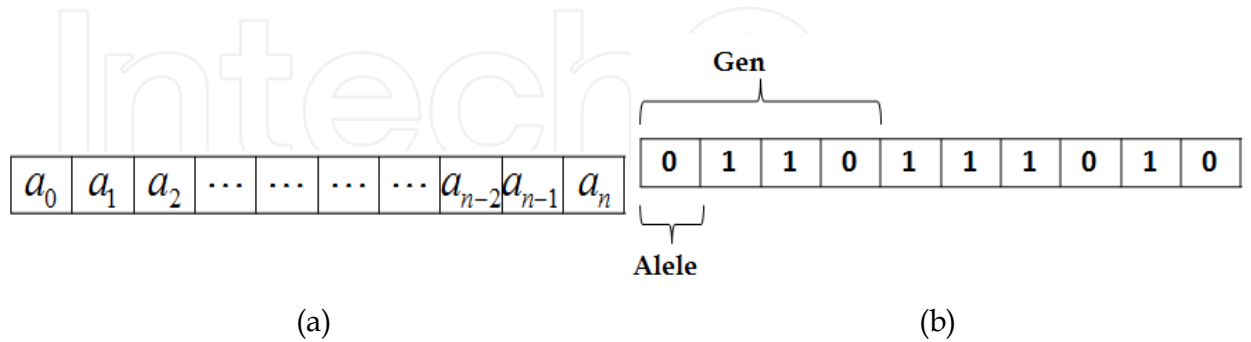 Intech
Gen
a₀ a₁ a₂ ... ... ... ... aₙ₋₂ aₙ₋₁ aₙ
0 1 1 0 1 1 1 0 1 0
Alele
(a) (b)